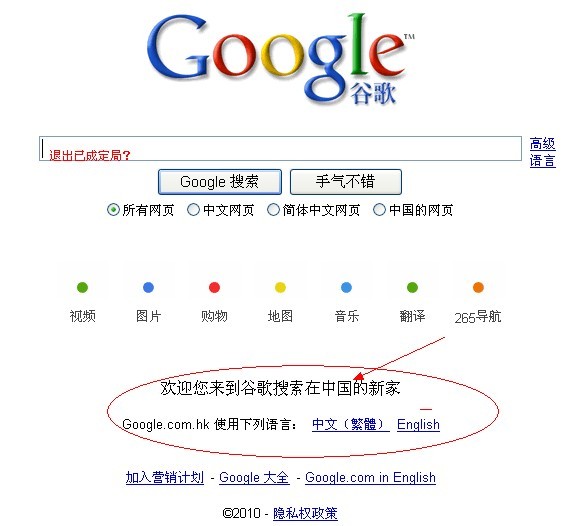 Google™
谷歌
高级
退出已成定局？
语言
Google 搜索 手气不错
所有网页 中文网页 简体中文网页 中国的网页
视频 图片 购物 地图 音乐 翻译 265导航
欢迎您来到谷歌搜索在中国的新家
Google.com.hk 使用下列语言： 中文（繁體） English
加入营销计划 - Google 大全 - Google.com in English
©2010 - 隐私权政策